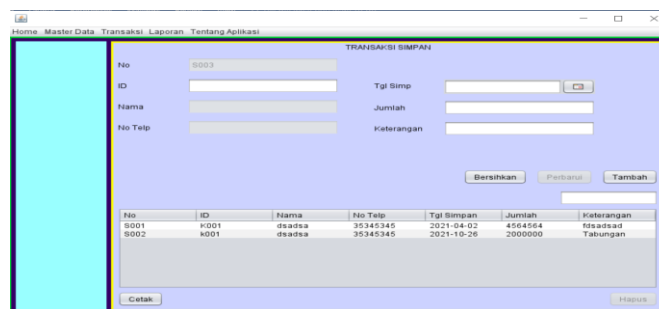 Home Master Data Transaksi Laporan Tentang Aplikasi
TRANSAKSI SIMPAN
No S003
ID Tgl Simp
Nama Jumlah
No Telp Keterangan
Bersihkan Perbarui Tambah
No ID Nama No Telp Tgl Simpan Jumlah Keterangan
S001 K001 dsadsa 35345345 2021-04-02 4564564 fdsadsad
S002 k001 dsadsa 35345345 2021-10-26 2000000 Tabungan
Cetak Hapus